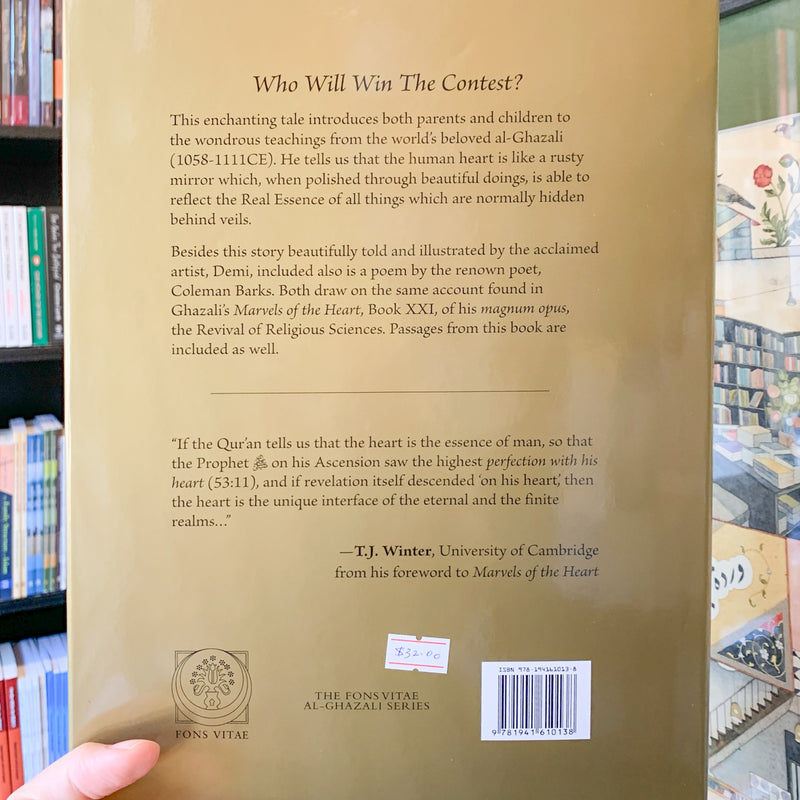 Who Will Win The Contest?
This enchanting tale introduces both parents and children to
the wondrous teachings from the world's beloved al-Ghazali
(1058-1111CE). He tells us that the human heart is like a rusty
mirror which, when polished through beautiful doings, is able to
reflect the Real Essence of all things which are normally hidden
behind veils.
Besides this story beautifully told and illustrated by the acclaimed
artist, Demi, included also is a poem by the renown poet,
Coleman Barks. Both draw on the same account found in
Ghazali's Marvels of the Heart, Book XXI, of his magnum opus,
the Revival of Religious Sciences. Passages from this book are
included as well.
"If the Qur'an tells us that the heart is the essence of man, so that
the Prophet ﷺ on his Ascension saw the highest perfection with his
heart (53:11), and if revelation itself descended 'on his heart,' then
the heart is the unique interface of the eternal and the finite
realms..."
—T.J. Winter, University of Cambridge
from his foreword to Marvels of the Heart
$32.00
FONS VITAE
THE FONS VITAE
AL-GHAZALI SERIES
ISBN 978-194161013-8
9 781941 610138